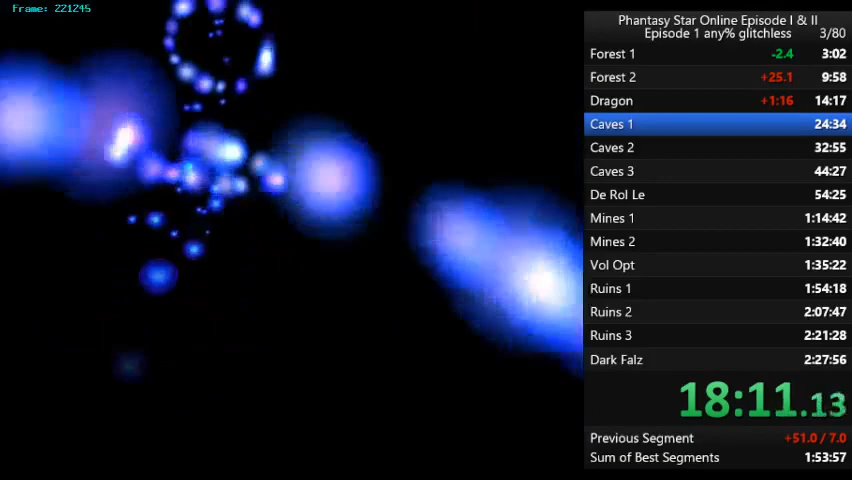 Frame: 221245
Phantasy Star Online Episode I & II
Episode 1 any% glitchless 3/80
Forest 1 -2.4 3:02
Forest 2 +25.1 9:58
Dragon +1:16 14:17
Caves 1 24:34
Caves 2 32:55
Caves 3 44:27
De Rol Le 54:25
Mines 1 1:14:42
Mines 2 1:32:40
Vol Opt 1:35:22
Ruins 1 1:54:18
Ruins 2 2:07:47
Ruins 3 2:21:28
Dark Falz 2:27:56
18:11.13
Previous Segment +51.0 / 7.0
Sum of Best Segments 1:53:57